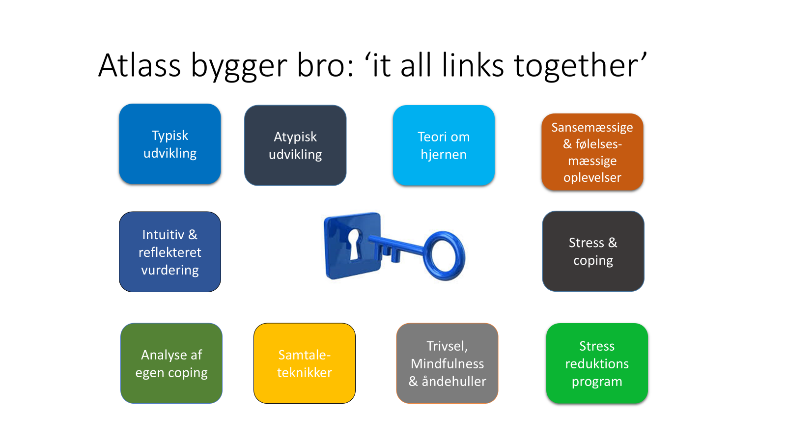 Atlass bygger bro: ‘it all links together’
Typisk
udvikling
Atypisk
udvikling
Teori om
hjernen
Sansemæssige
& følelses-
mæssige
oplevelser
Intuitiv &
reflekteret
vurdering
Stress &
coping
Analyse af
egen coping
Samtale-
teknikker
Trivsel,
Mindfulness
& åndehuller
Stress
reduktions
program